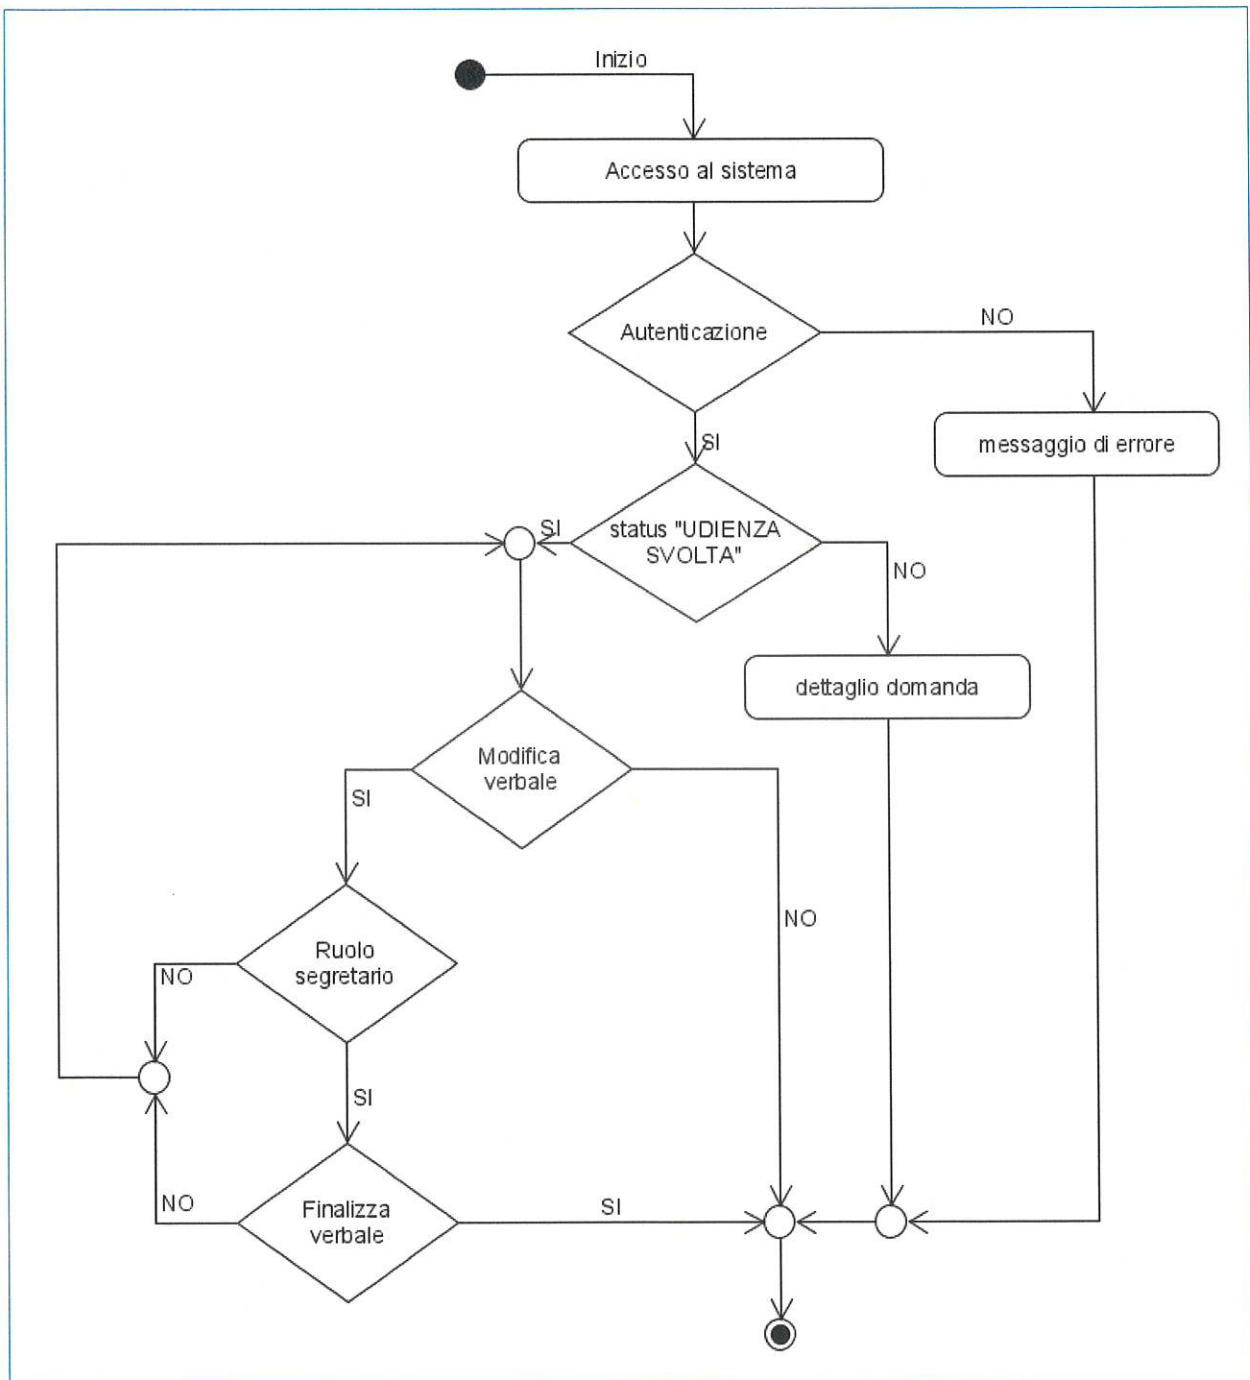 Inizio
Accesso al sistema
Autenticazione
NO
SI
messaggio di errore
status "UDIENZA
SVOLTA"
SI
NO
dettaglio domanda
Modifica
verbale
SI
NO
Ruolo
segretario
NO
SI
Finalizza
verbale
NO
SI